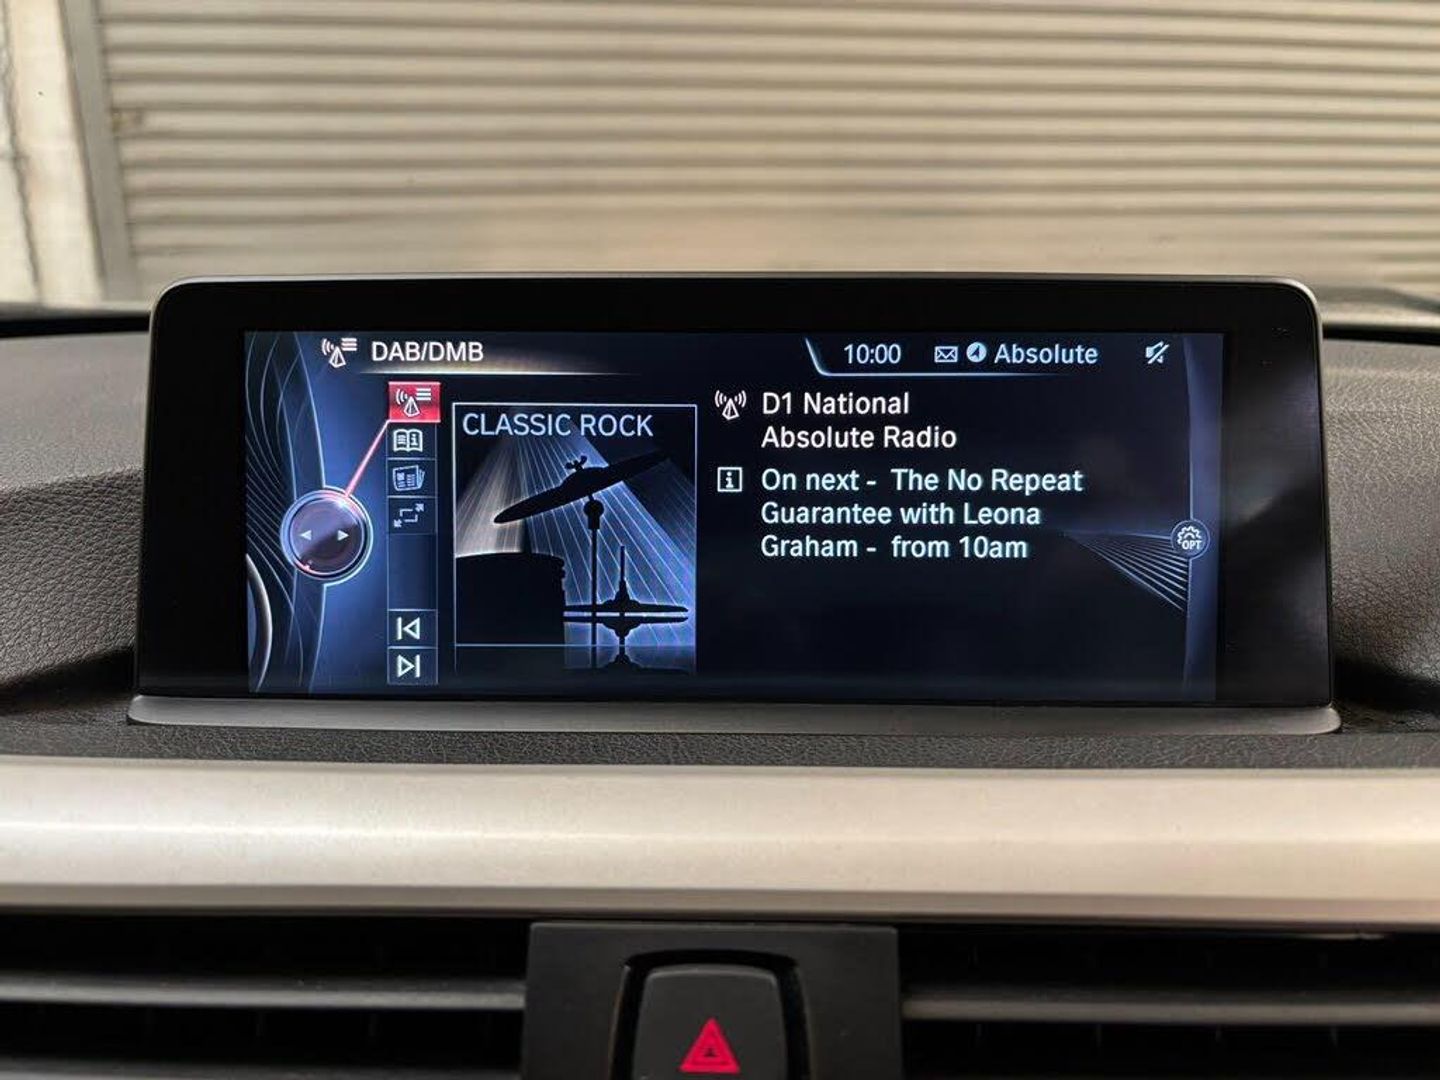 DAB/DMB
10:00
Absolute
CLASSIC ROCK
D1 National
Absolute Radio
On next - The No Repeat
Guarantee with Leona
Graham - from 10am
OPT